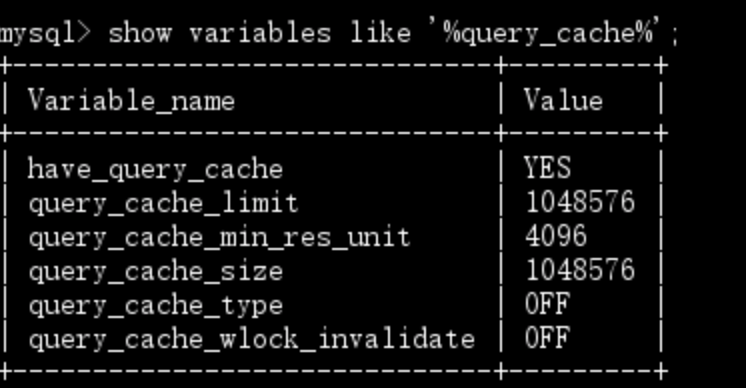 mysql> show variables like '%query_cache%';
+------------------------------+---------+
| Variable_name                | Value   |
+------------------------------+---------+
| have_query_cache             | YES     |
| query_cache_limit            | 1048576 |
| query_cache_min_res_unit     | 4096    |
| query_cache_size             | 1048576 |
| query_cache_type             | OFF     |
| query_cache_wlock_invalidate | OFF     |
+------------------------------+---------+